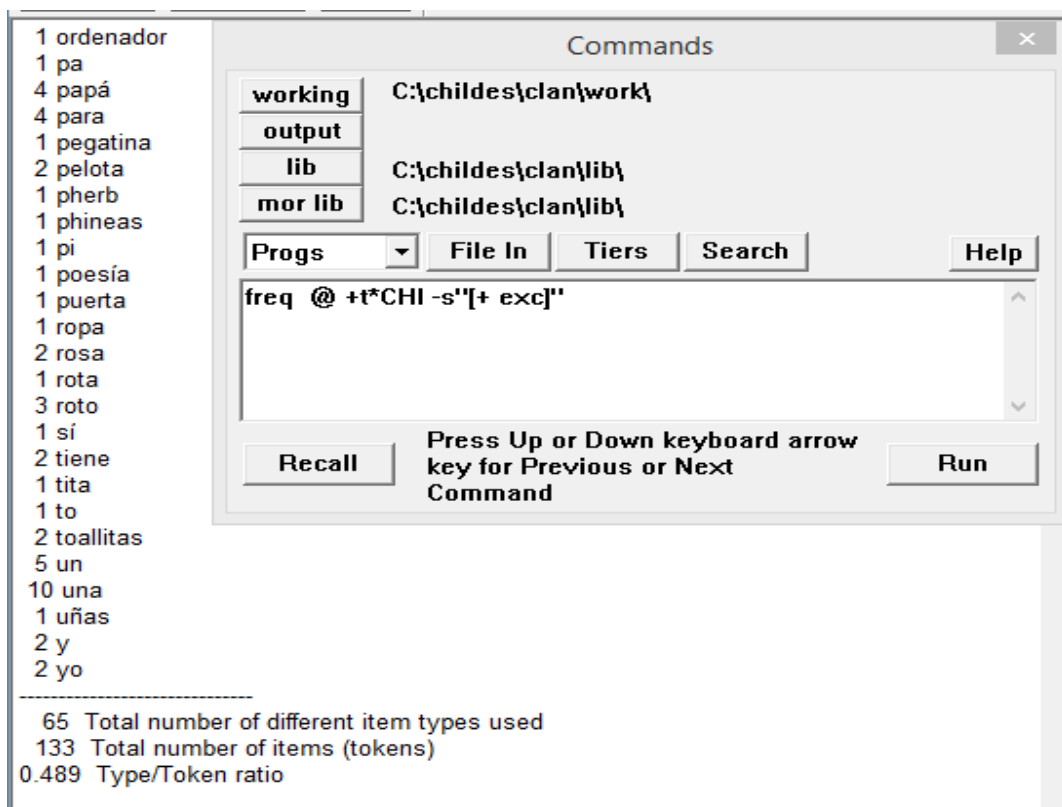 1 ordenador
1 pa
4 papá
4 para
1 pegatina
2 pelota
1 pherb
1 phineas
1 pi
1 poesía
1 puerta
1 ropa
2 rosa
1 rota
3 roto
1 sí
2 tiene
1 tita
1 to
2 toallitas
5 un
10 una
1 uñas
2 y
2 yo
------------------------------
65 Total number of different item types used
133 Total number of items (tokens)
0.489 Type/Token ratio
Commands
working C:\childes\clan\work\
output
lib C:\childes\clan\lib\
mor lib C:\childes\clan\lib\
Progs File In Tiers Search Help
freq @ +t*CHI -s"[+ exc]"
Recall Press Up or Down keyboard arrow Run
key for Previous or Next
Command